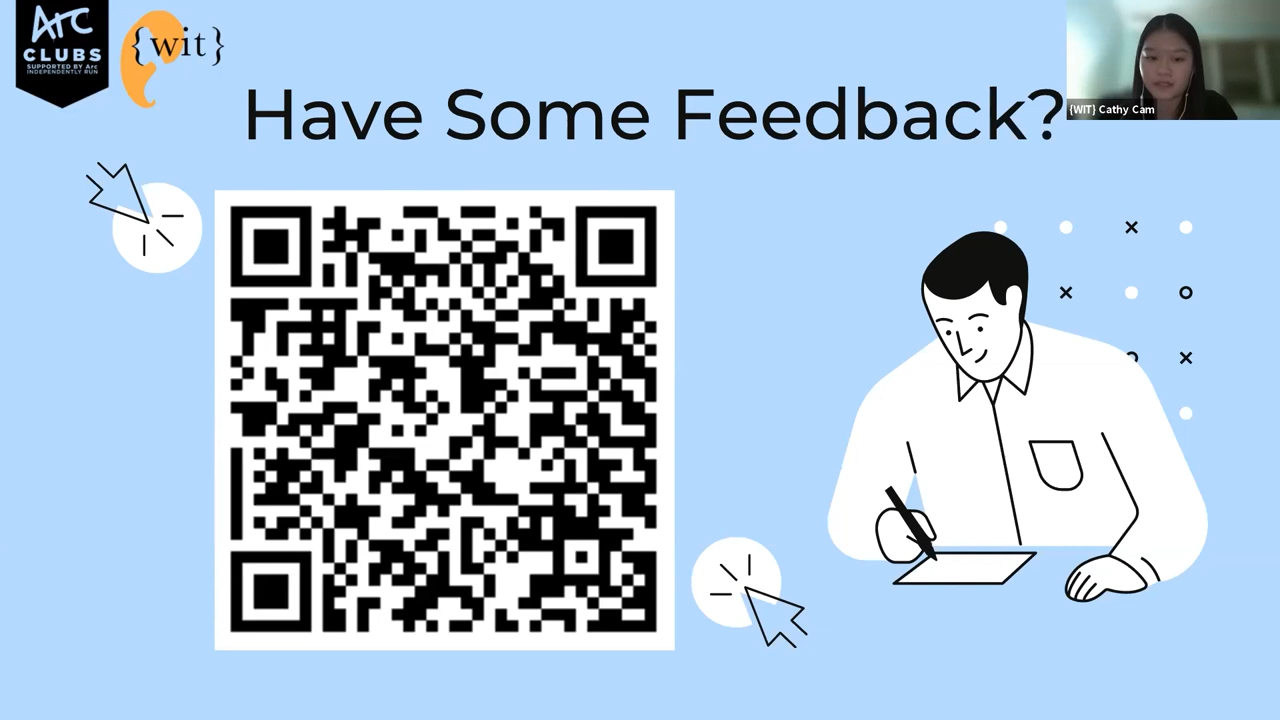 Arc
CLUBS
SUPPORTED BY Arc
INDEPENDENTLY RUN
{wit}
Have Some Feedback?
{WIT} Cathy Cam